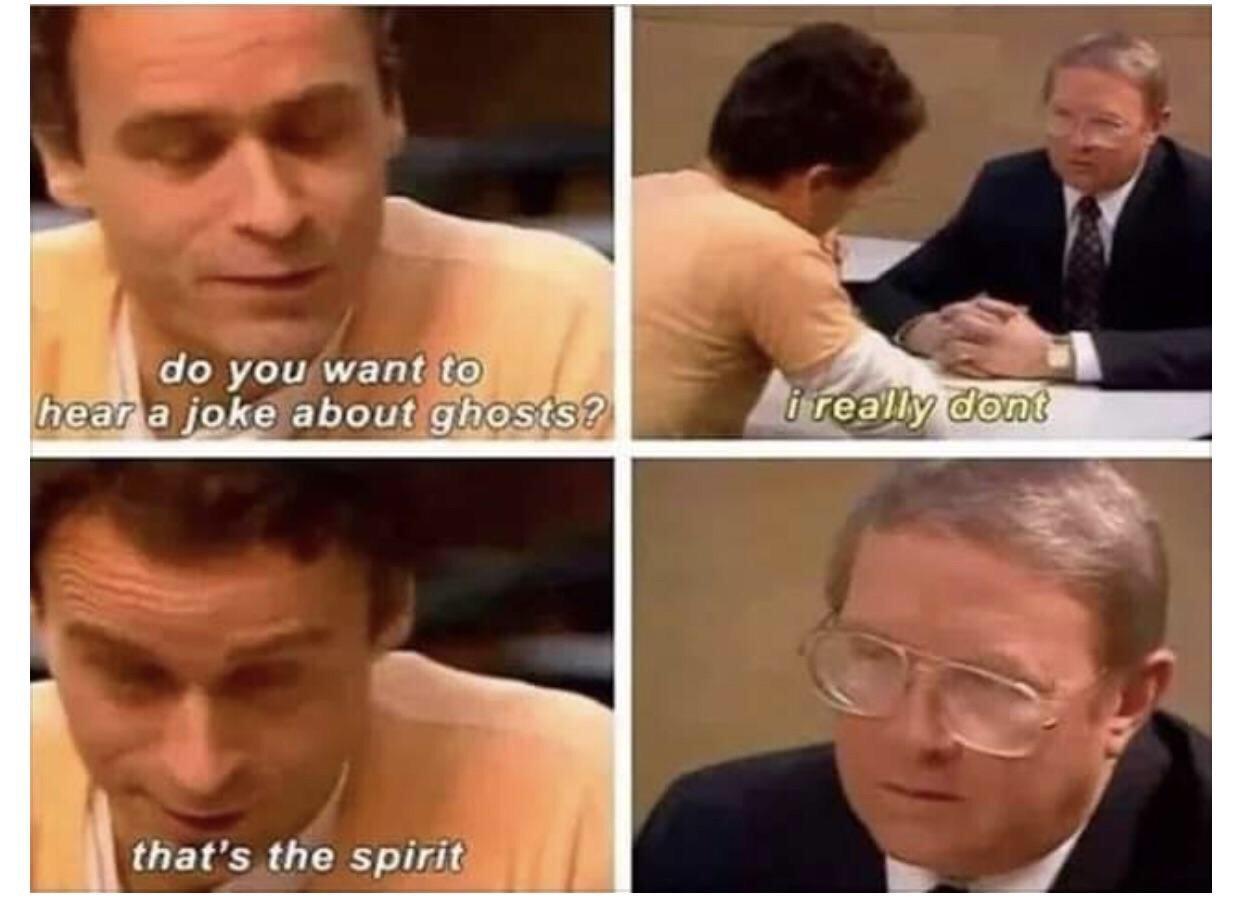 do you want to
hear a joke about ghosts?
i really dont
that's the spirit